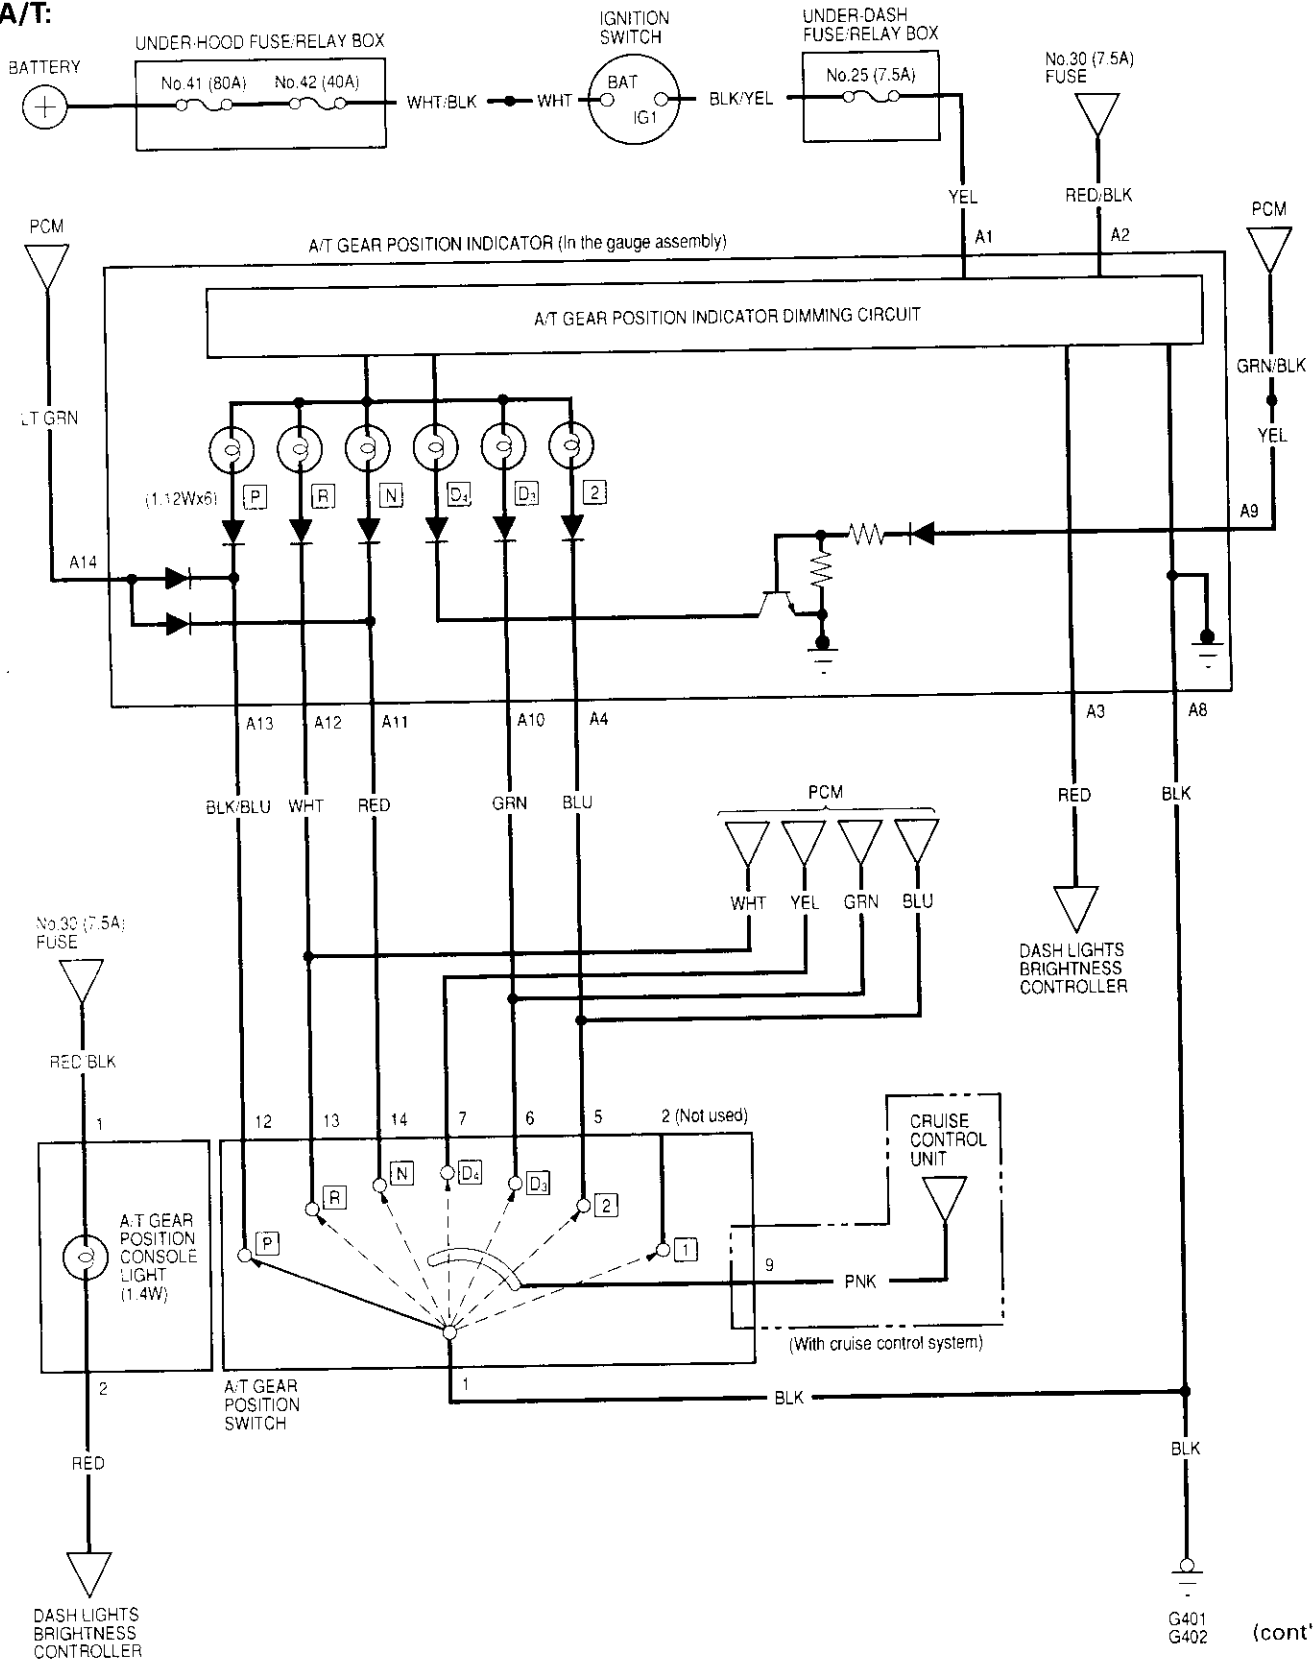 A/T:
BATTERY
UNDER-HOOD FUSE/RELAY BOX
No.41 (80A)
No.42 (40A)
WHT/BLK
WHT
IGNITION
SWITCH
BAT
IG1
BLK/YEL
UNDER-DASH
FUSE/RELAY BOX
No.25 (7.5A)
No.30 (7.5A)
FUSE
YEL
RED/BLK
PCM
PCM
A/T GEAR POSITION INDICATOR (In the gauge assembly)
A1
A2
A/T GEAR POSITION INDICATOR DIMMING CIRCUIT
LT GRN
GRN/BLK
YEL
(1.12Wx6)
P
R
N
D4
D3
2
A9
A14
A13
A12
A11
A10
A4
A3
A8
BLK/BLU
WHT
RED
GRN
BLU
PCM
RED
BLK
WHT
YEL
GRN
BLU
No.30 (7.5A)
FUSE
DASH LIGHTS
BRIGHTNESS
CONTROLLER
RED/BLK
1
12
13
14
7
6
5
2 (Not used)
CRUISE
CONTROL
UNIT
P
R
N
D4
D3
2
1
A/T GEAR
POSITION
CONSOLE
LIGHT
(1.4W)
9
PNK
(With cruise control system)
2
A/T GEAR
POSITION
SWITCH
1
BLK
BLK
RED
DASH LIGHTS
BRIGHTNESS
CONTROLLER
G401
G402
(cont'